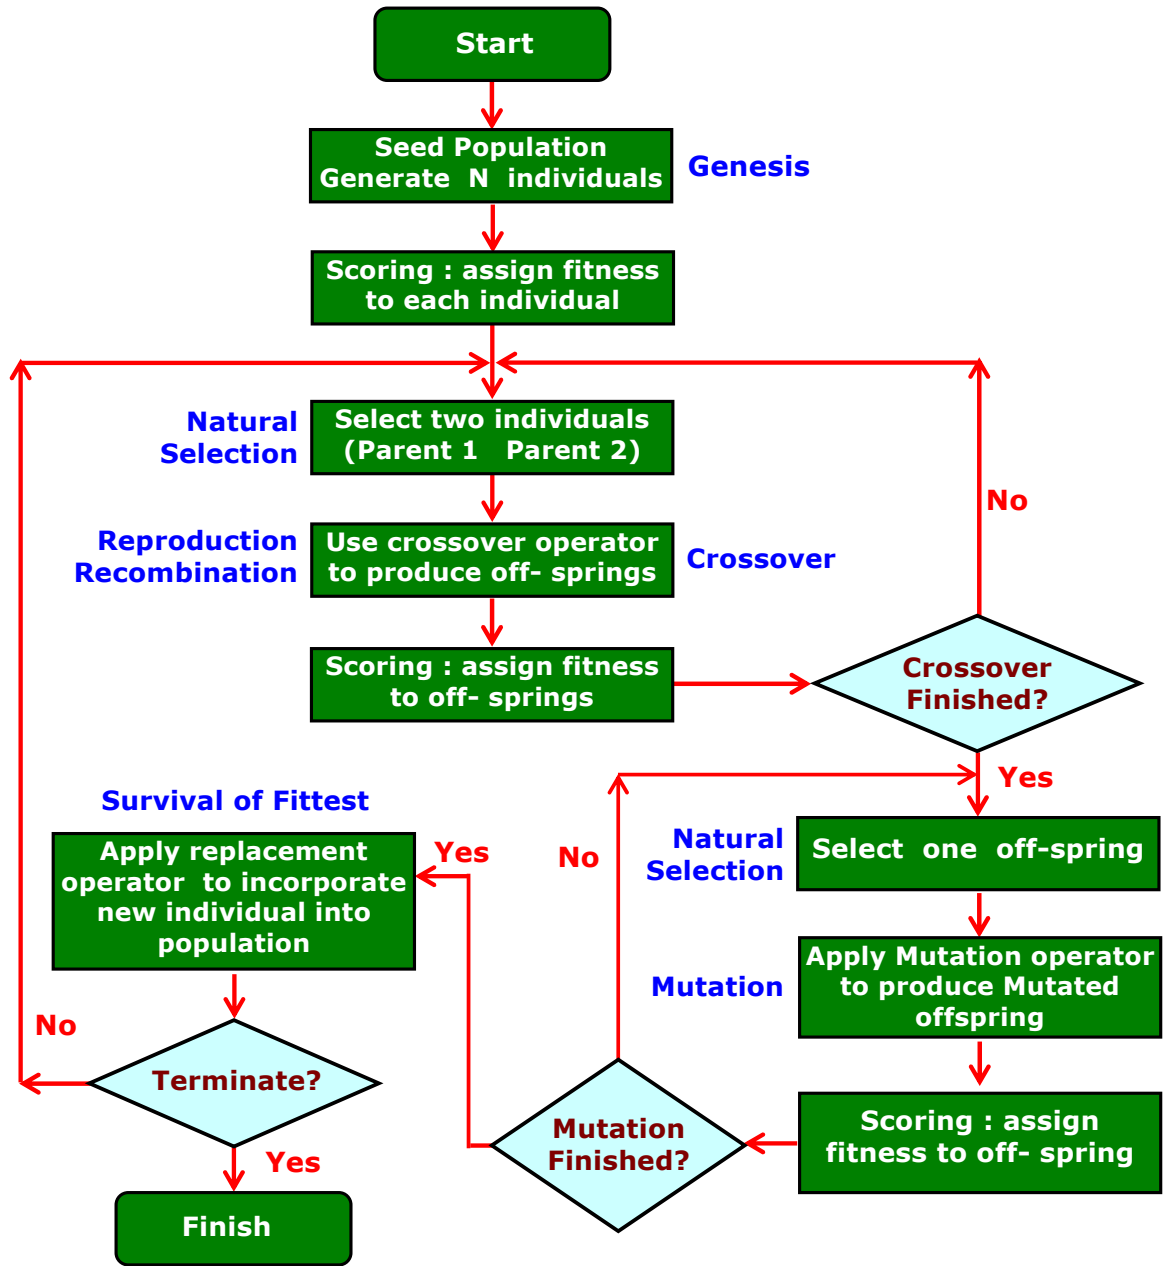 Start
Seed Population
Generate N individuals
Genesis
Scoring : assign fitness
to each individual
Natural
Selection
Select two individuals
(Parent 1 Parent 2)
No
Reproduction
Recombination
Use crossover operator
to produce off- springs
Crossover
Scoring : assign fitness
to off- springs
Crossover
Finished?
Yes
Survival of Fittest
Apply replacement
operator to incorporate
new individual into
population
Yes
No
Natural
Selection
Select one off-spring
Mutation
Apply Mutation operator
to produce Mutated
offspring
No
Terminate?
Mutation
Finished?
Scoring : assign
fitness to off- spring
Yes
Finish